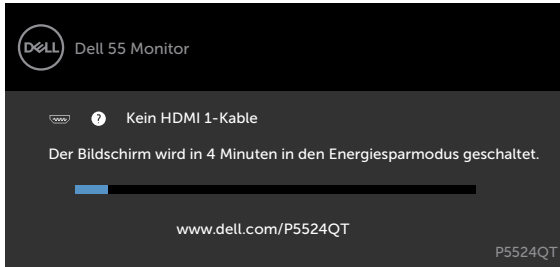 DELL
Dell 55 Monitor
? Kein HDMI 1-Kable
Der Bildschirm wird in 4 Minuten in den Energiesparmodus geschaltet.
www.dell.com/P5524QT
P5524QT